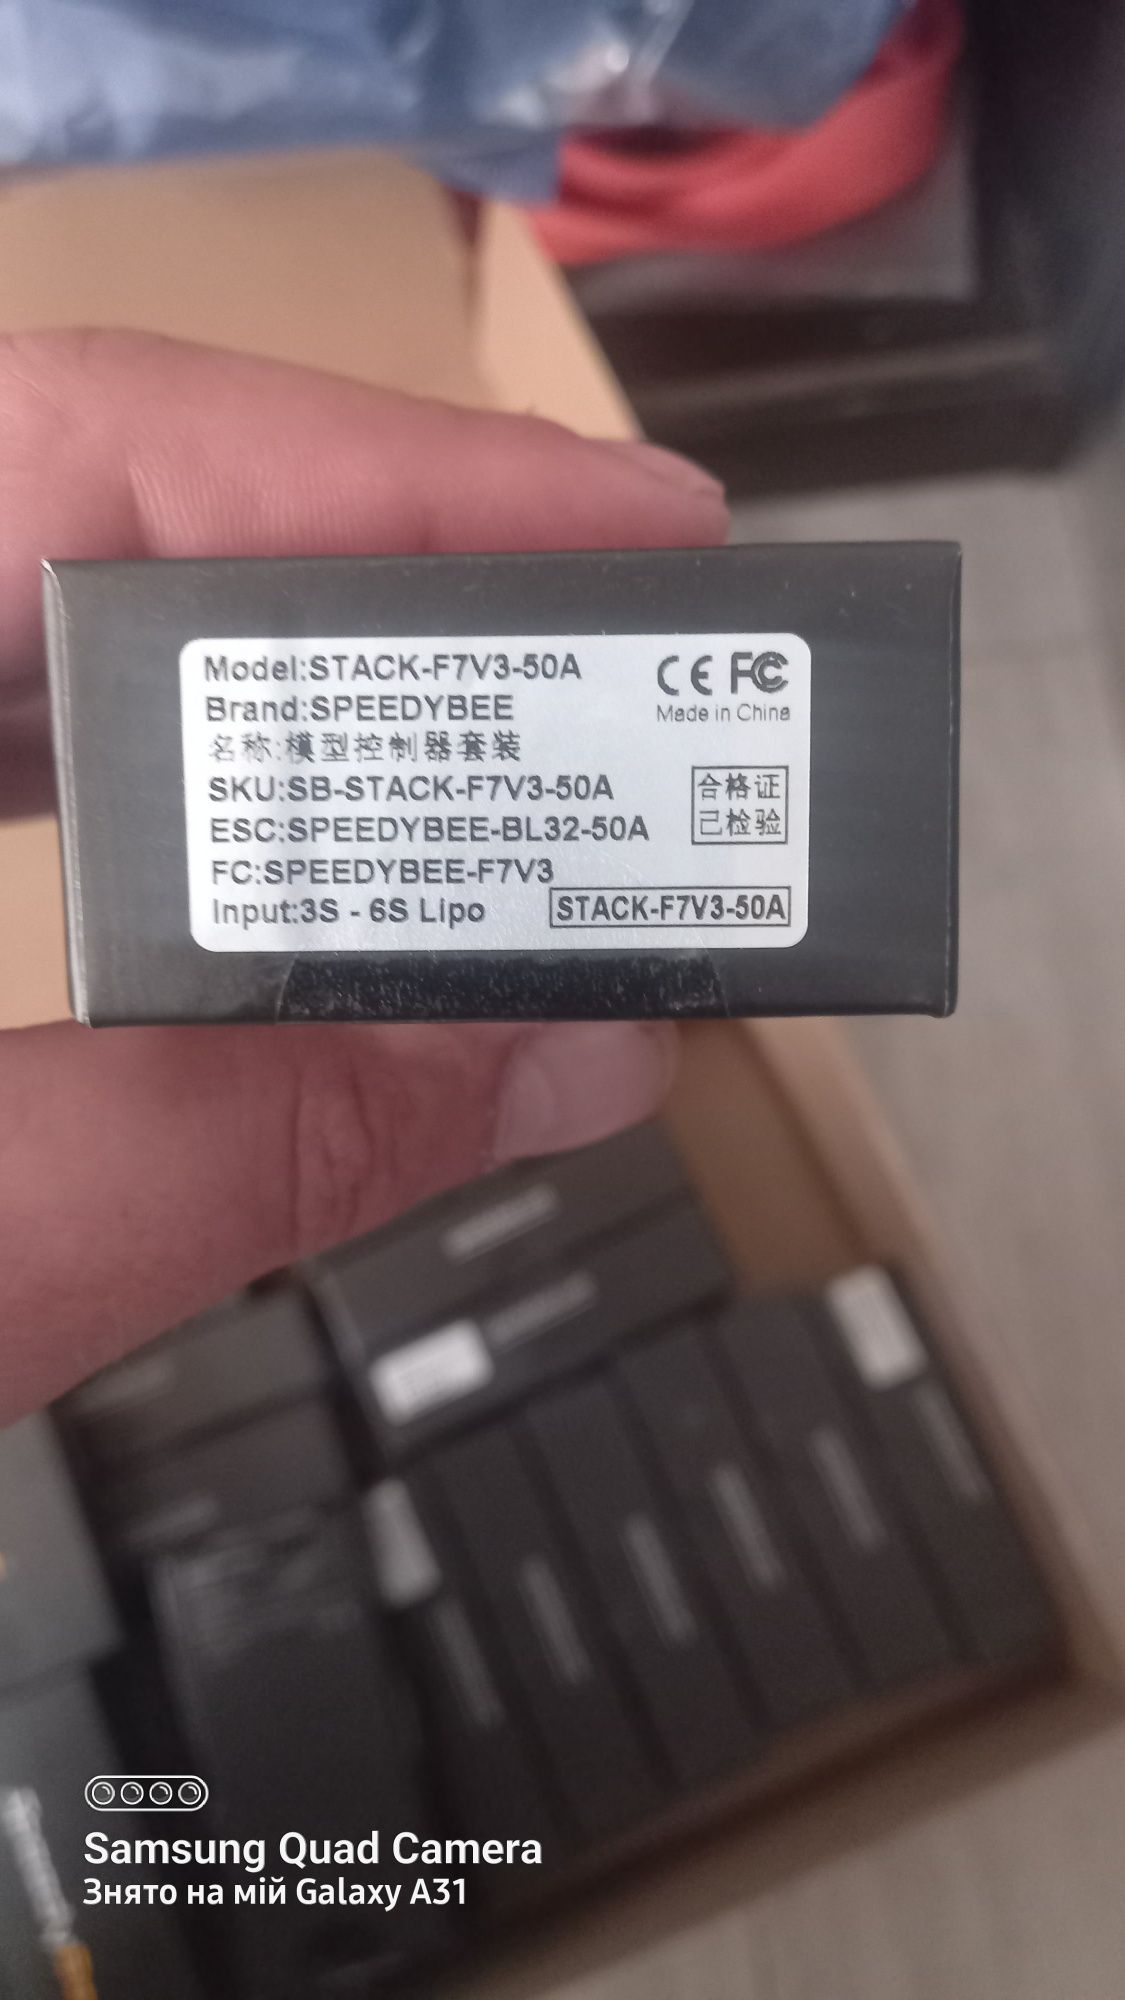 Model:STACK-F7V3-50A
CE FC
Made in China
Brand:SPEEDYBEE
名称:模型控制器套装
SKU:SB-STACK-F7V3-50A
合格证
已检验
ESC:SPEEDYBEE-BL32-50A
FC:SPEEDYBEE-F7V3
Input:3S - 6S Lipo
STACK-F7V3-50A
Samsung Quad Camera
Знято на мій Galaxy A31